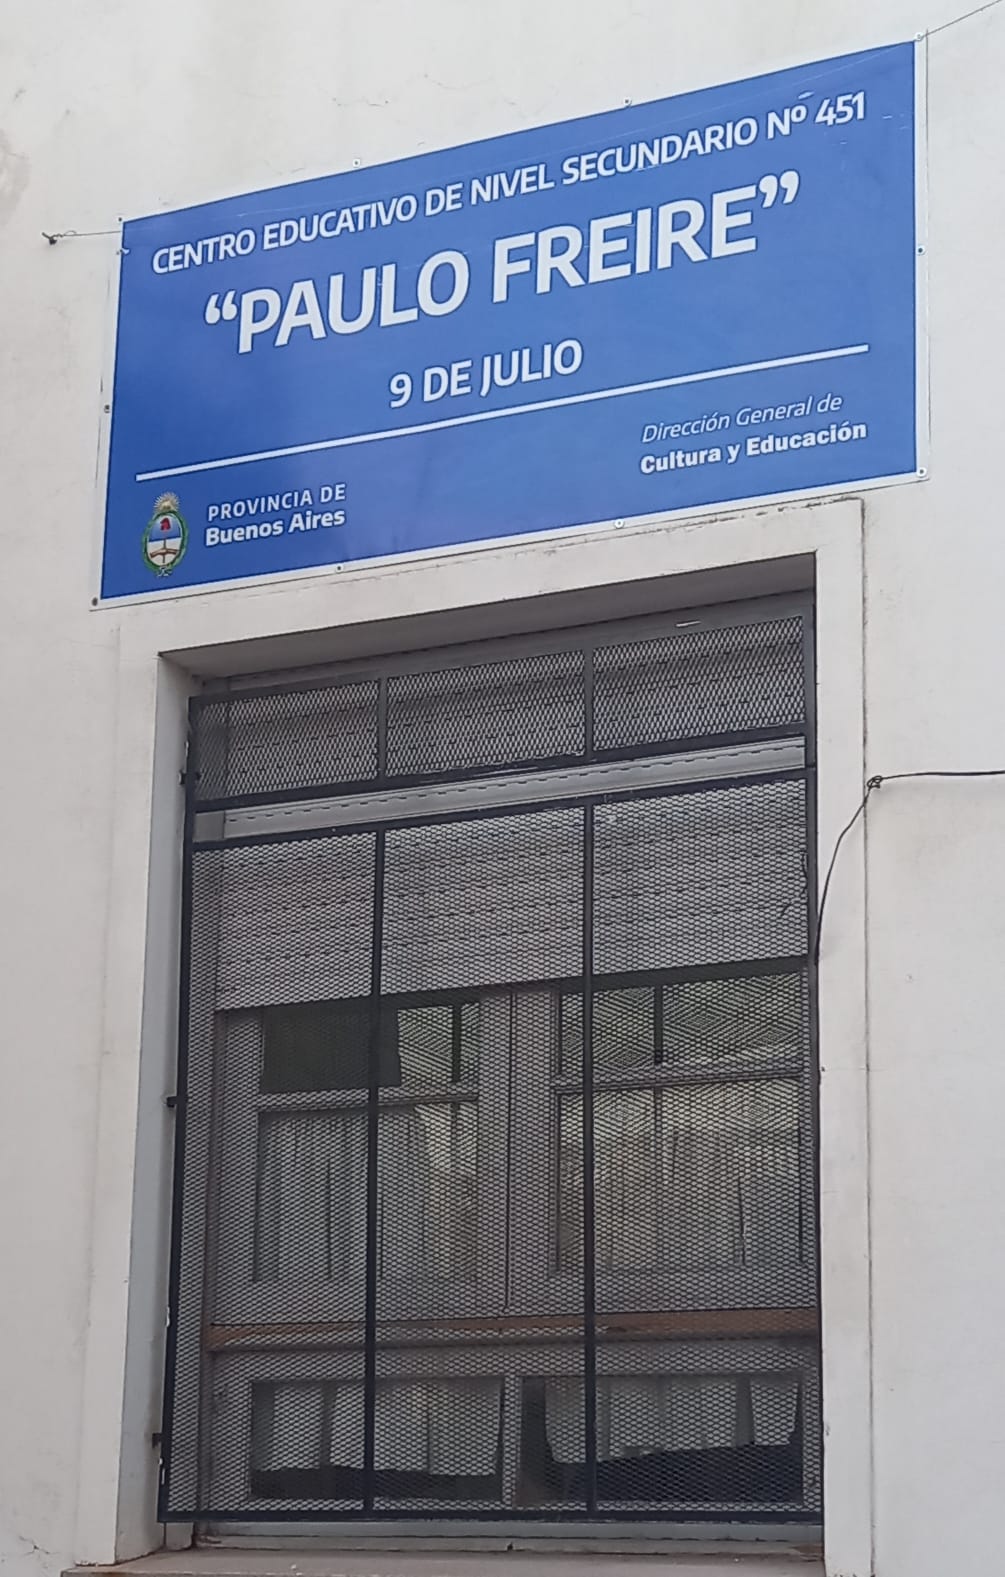 CENTRO EDUCATIVO DE NIVEL SECUNDARIO Nº 451
“PAULO FREIRE”
9 DE JULIO
PROVINCIA DE
Buenos Aires
Dirección General de
Cultura y Educación